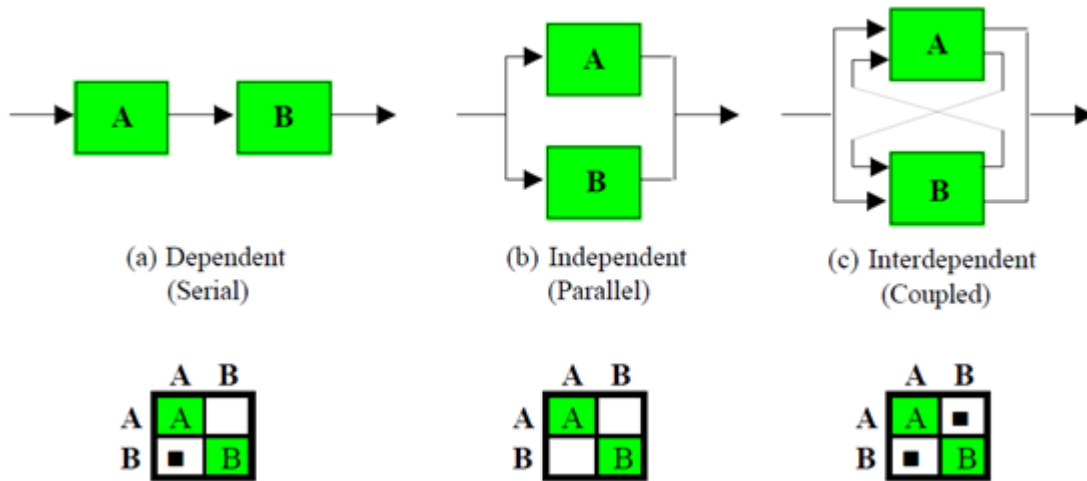 A
B
A
B
A
B
(a) Dependent
(Serial)
(b) Independent
(Parallel)
(c) Interdependent
(Coupled)
A B
A A
B ■ B
A B
A A
B B
A B
A A ■
B ■ B